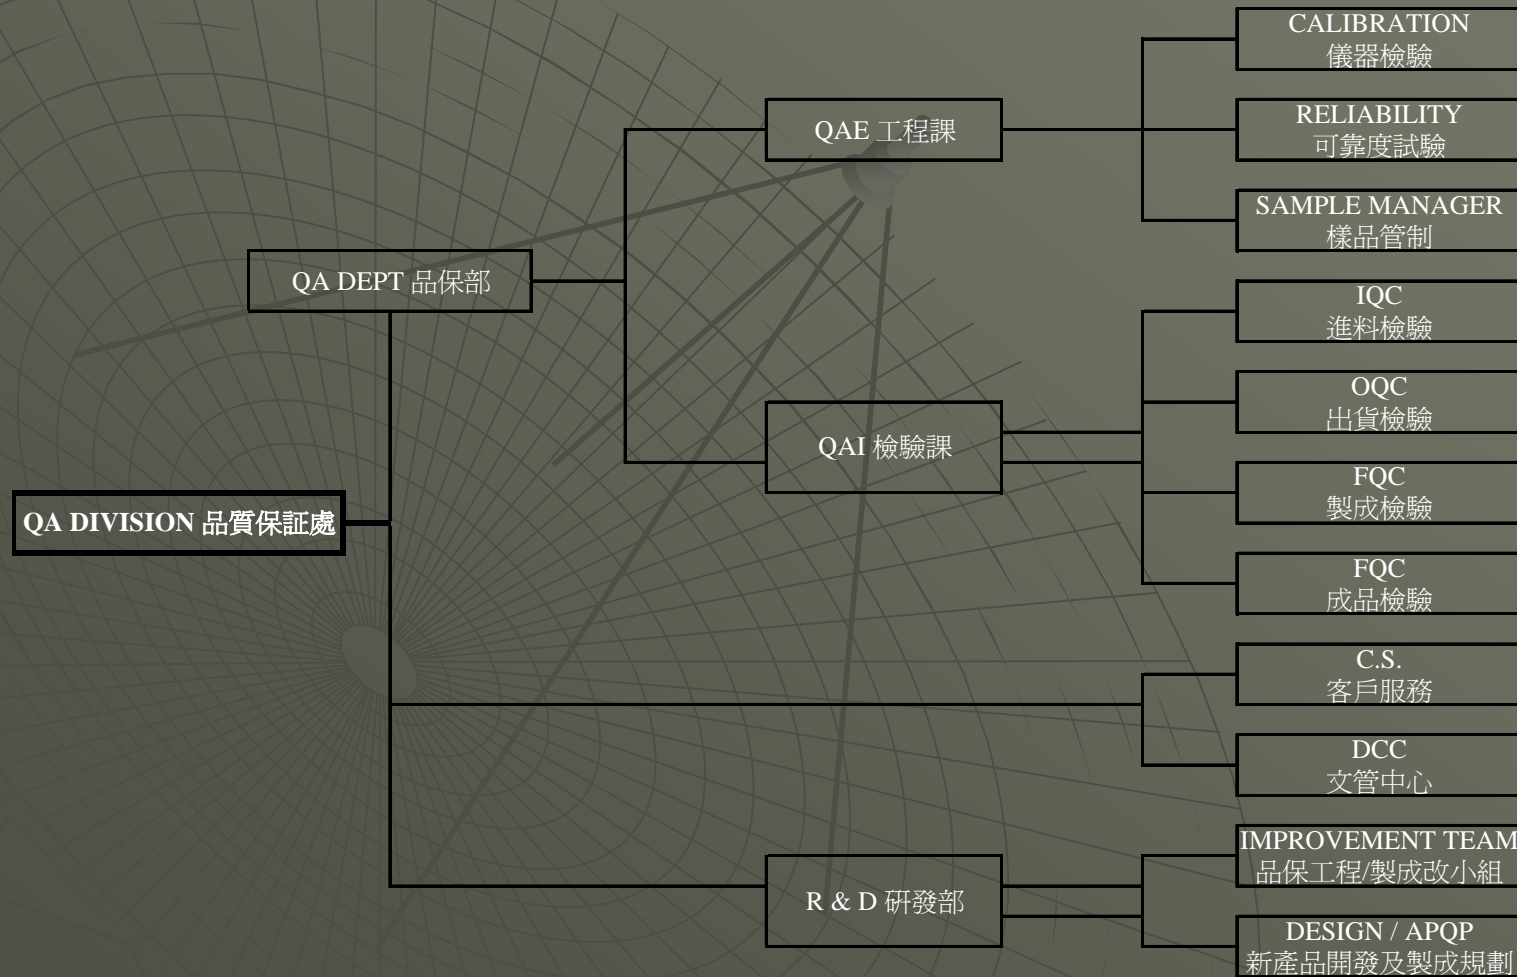 CALIBRATION
儀器檢驗
QAE 工程課
RELIABILITY
可靠度試驗
SAMPLE MANAGER
樣品管制
QA DEPT 品保部
IQC
進料檢驗
OQC
出貨檢驗
QAI 檢驗課
FQC
製成檢驗
QA DIVISION 品質保証處
FQC
成品檢驗
C.S.
客戶服務
DCC
文管中心
IMPROVEMENT TEAM
品保工程/製成改小組
R & D 研發部
DESIGN / APQP
新產品開發及製成規劃